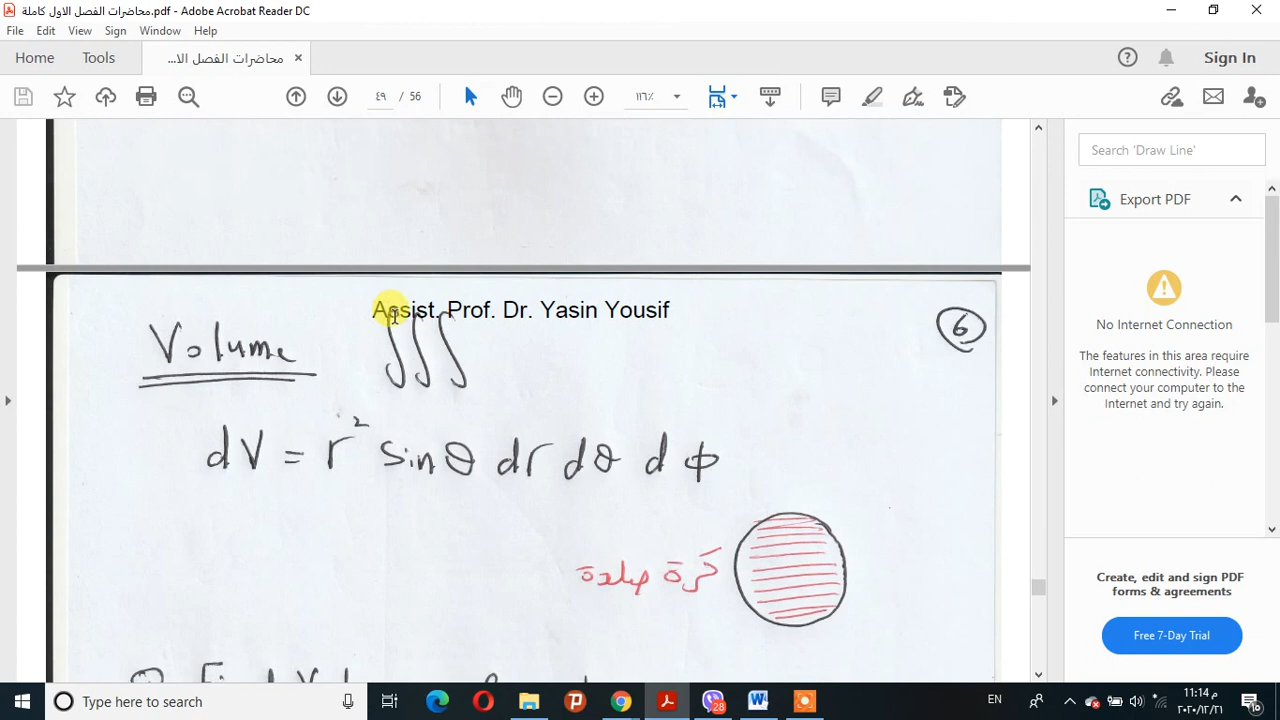 محاضرات الفصل الاول كاملة.pdf - Adobe Acrobat Reader DC
File Edit View Sign Window Help
Home Tools محاضرات الفصل الا... × Sign In
٤٩ / 56 ١١٦٪
Search 'Draw Line'
Export PDF
Assist. Prof. Dr. Yasin Yousif
Volume ∭ 6
dV = r² sinθ dr dθ dφ
كرة صلدة
No Internet Connection
The features in this area require
Internet connectivity. Please
connect your computer to the
Internet and try again.
Create, edit and sign PDF
forms & agreements
Free 7-Day Trial
Type here to search 28 EN م ١١:١٤
٢٠٢٠/١٢/٢١